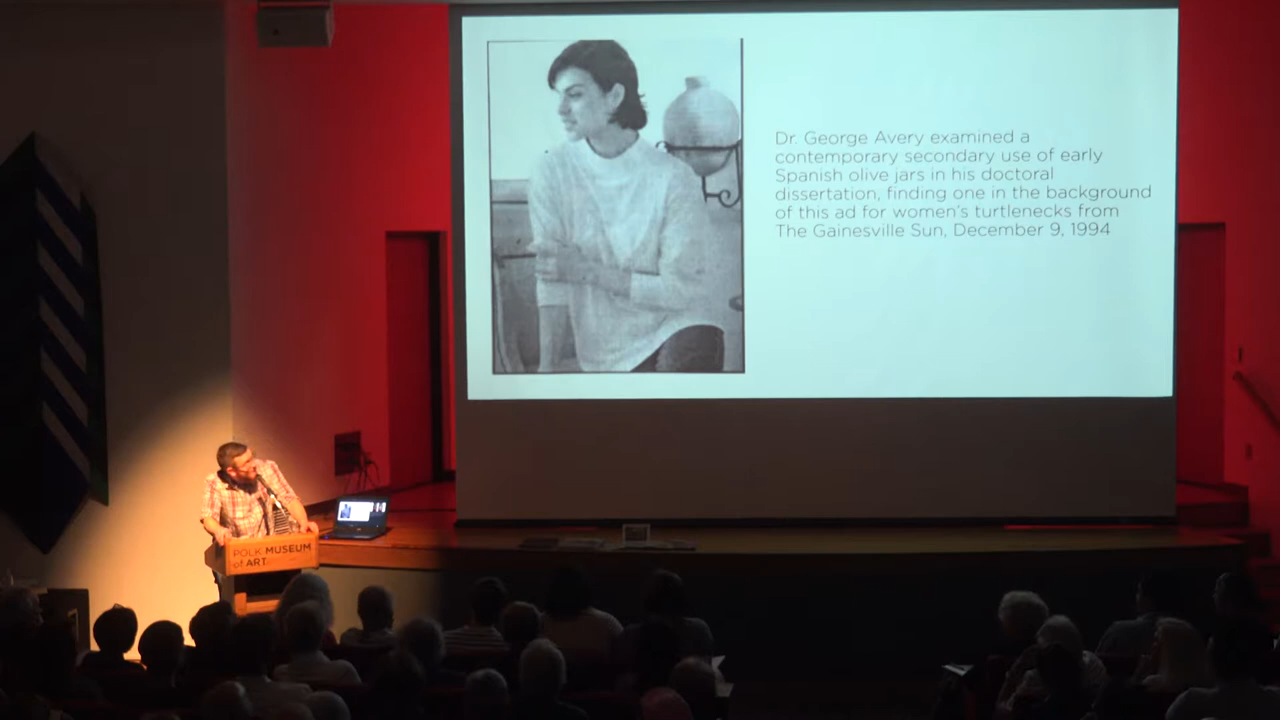 Dr. George Avery examined a
contemporary secondary use of early
Spanish olive jars in his doctoral
dissertation, finding one in the background
of this ad for women's turtlenecks from
The Gainesville Sun, December 9, 1994
POLK MUSEUM
of ART